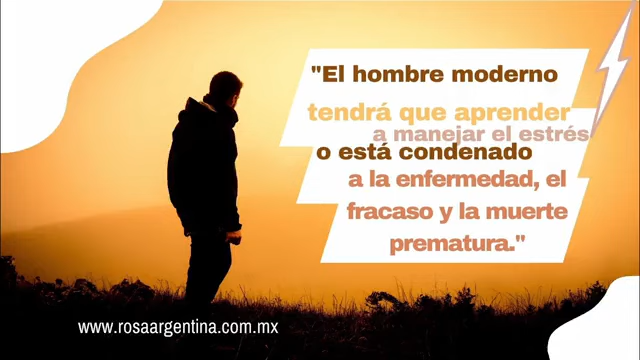 "El hombre moderno
tendrá que aprender
a manejar el estrés
o está condenado
a la enfermedad, el
fracaso y la muerte
prematura."
www.rosaargentina.com.mx